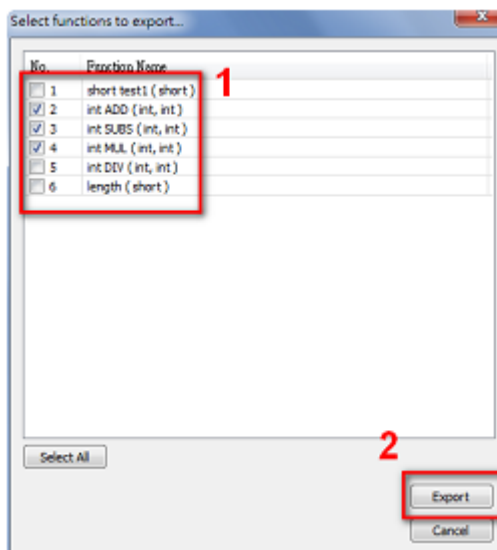 Select functions to export...
x
No. Function Name
1 short test1 ( short )
2 int ADD ( int, int )
3 int SUBS ( int, int )
4 int MUL ( int, int )
5 int DIV ( int, int )
6 length ( short )
1
Select All
2
Export
Cancel